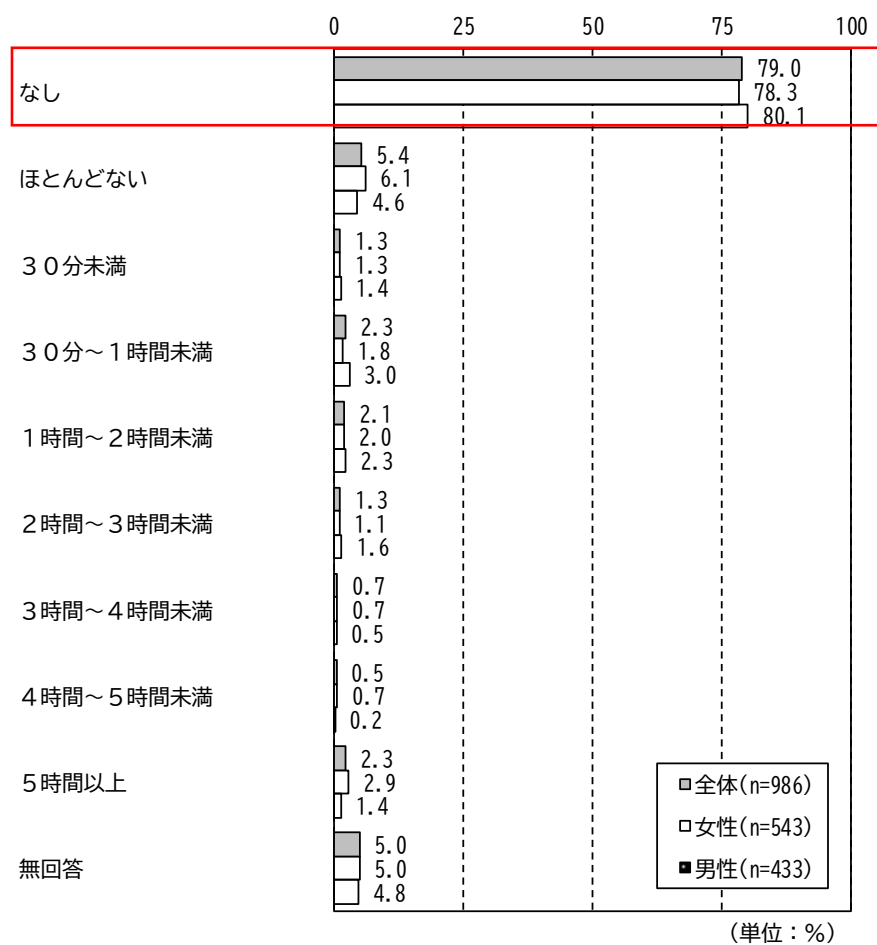 0 25 50 75 100
なし
79.0
78.3
80.1
ほとんどない
5.4
6.1
4.6
３０分未満
1.3
1.3
1.4
３０分～１時間未満
2.3
1.8
3.0
１時間～２時間未満
2.1
2.0
2.3
２時間～３時間未満
1.3
1.1
1.6
３時間～４時間未満
0.7
0.7
0.5
４時間～５時間未満
0.5
0.7
0.2
５時間以上
2.3
2.9
1.4
無回答
5.0
5.0
4.8
全体(n=986)
女性(n=543)
男性(n=433)
（単位：％）